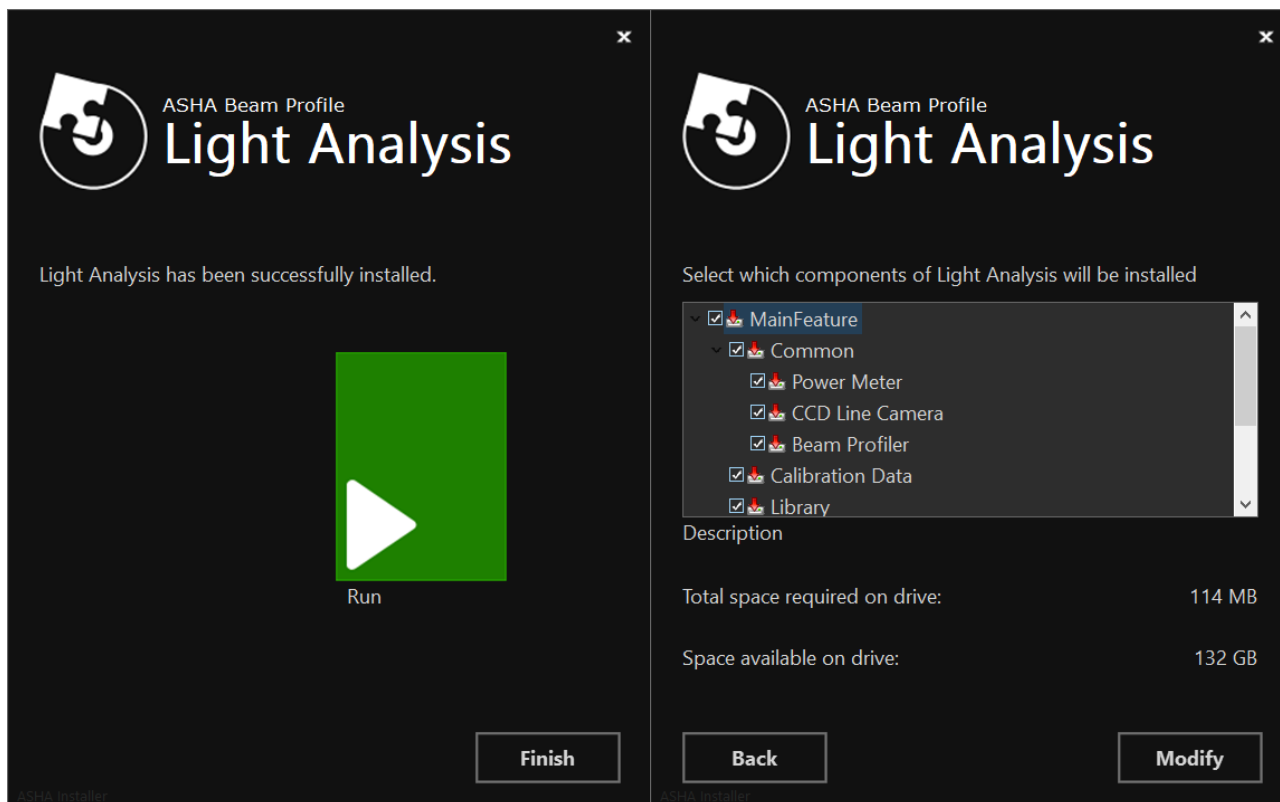 ASHA Beam Profile
Light Analysis
Light Analysis has been successfully installed.
Run
Finish
ASHA Installer
ASHA Beam Profile
Light Analysis
Select which components of Light Analysis will be installed
MainFeature
Common
Power Meter
CCD Line Camera
Beam Profiler
Calibration Data
Library
Description
Total space required on drive: 114 MB
Space available on drive: 132 GB
Back Modify
ASHA Installer